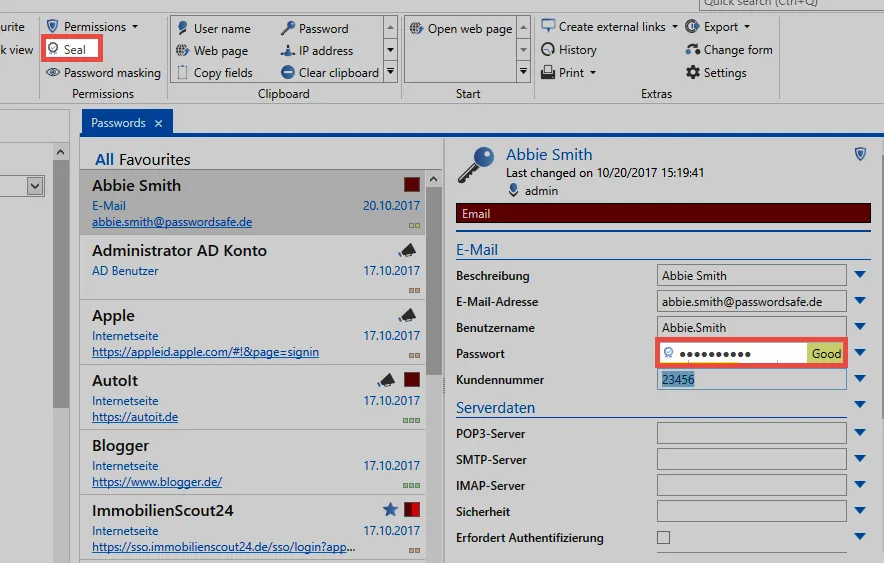 Quick search (Ctrl+Q)
Permissions
User name
Password
Open web page
Create external links
Export
Seal
Web page
IP address
History
Change form
Password masking
Copy fields
Clear clipboard
Print
Settings
k view
Permissions
Clipboard
Start
Extras
Passwords ×
All Favourites
Abbie Smith
E-Mail 20.10.2017
abbie.smith@passwordsafe.de
Administrator AD Konto
AD Benutzer 17.10.2017
Apple
Internetseite 17.10.2017
https://appleid.apple.com/#!&page=signin
AutoIt
Internetseite 17.10.2017
https://autoit.de
Blogger
Internetseite 17.10.2017
https://www.blogger.de/
ImmobilienScout24
Internetseite 17.10.2017
https://sso.immobilienscout24.de/sso/login?app...
Abbie Smith
Last changed on 10/20/2017 15:19:41
admin
Email
E-Mail
Beschreibung Abbie Smith
E-Mail-Adresse abbie.smith@passwordsafe.de
Benutzername Abbie.Smith
Passwort ●●●●●●●●●● Good
Kundennummer 23456
Serverdaten
POP3-Server
SMTP-Server
IMAP-Server
Sicherheit
Erfordert Authentifizierung